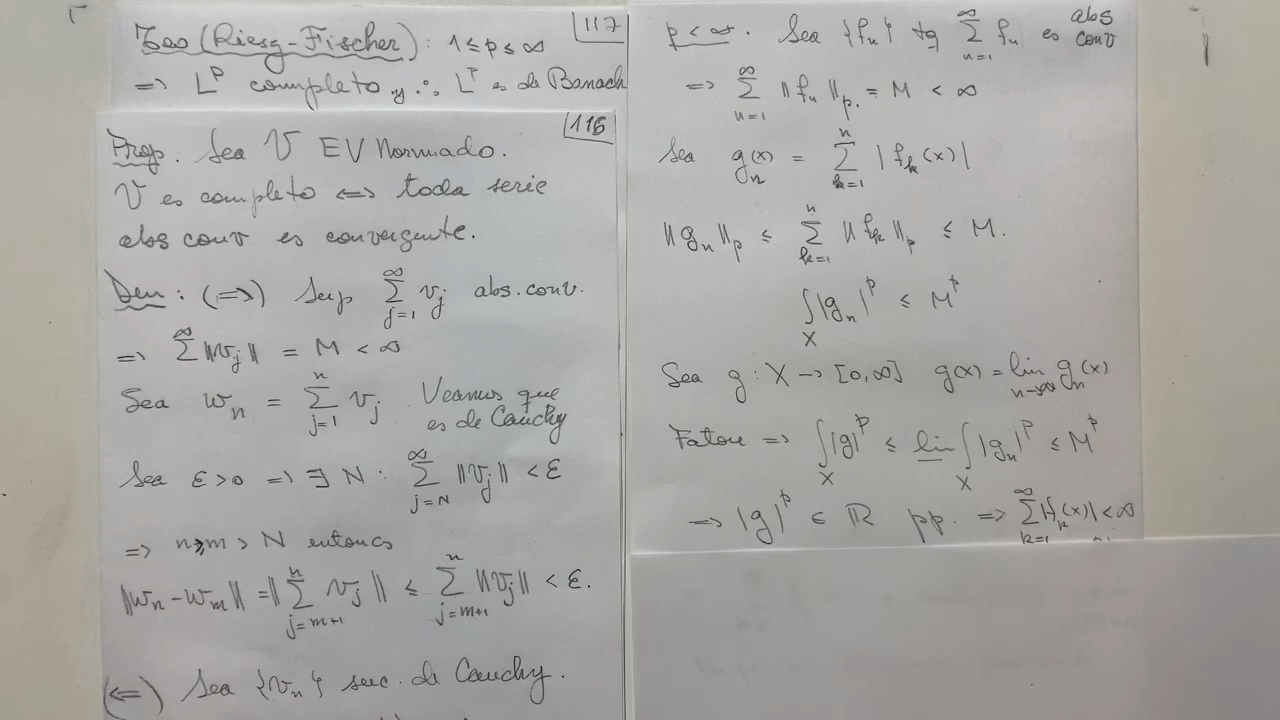 Teo (Riesz-Fischer): 1≤p≤∞
117
⇒ L^p completo y ∴ L^p es de Banach
116
Prop. Sea V EV Normado.
V es completo ⟺ toda serie
abs conv es convergente.
Dem: (⇒) Sup ∑_{j=1}^{∞} v_j abs. conv.
⇒ ∑^{∞} ||v_j|| = M < ∞
Sea w_n = ∑_{j=1}^{n} v_j Veamos que
es de Cauchy
Sea ε>0 ⇒ ∃ N : ∑_{j=N}^{∞} ||v_j|| < ε
⇒ n>m > N entonces
||w_n - w_m|| = ||∑_{j=m+1}^{n} v_j|| ≤ ∑_{j=m+1}^{n} ||v_j|| < ε.
(⇐) Sea {v_n} suc. de Cauchy.
p < ∞. Sea {f_n} tq ∑_{n=1}^{∞} f_n es abs conv
⇒ ∑_{n=1}^{∞} ||f_n||_p. = M < ∞
Sea g_n(x) = ∑_{k=1}^{n} |f_k(x)|
||g_n||_p ≤ ∑_{k=1}^{n} ||f_k||_p ≤ M.
∫_X |g_n|^p ≤ M^p
Sea g : X → [0,∞] g(x) = lim_{n→∞} g_n(x)
Fatou ⇒ ∫_X |g|^p ≤ <u>lim</u> ∫_X |g_n|^p ≤ M^p
⇒ |g|^p ∈ ℝ pp. ⇒ ∑_{k=1}^{∞} |f_k(x)| < ∞